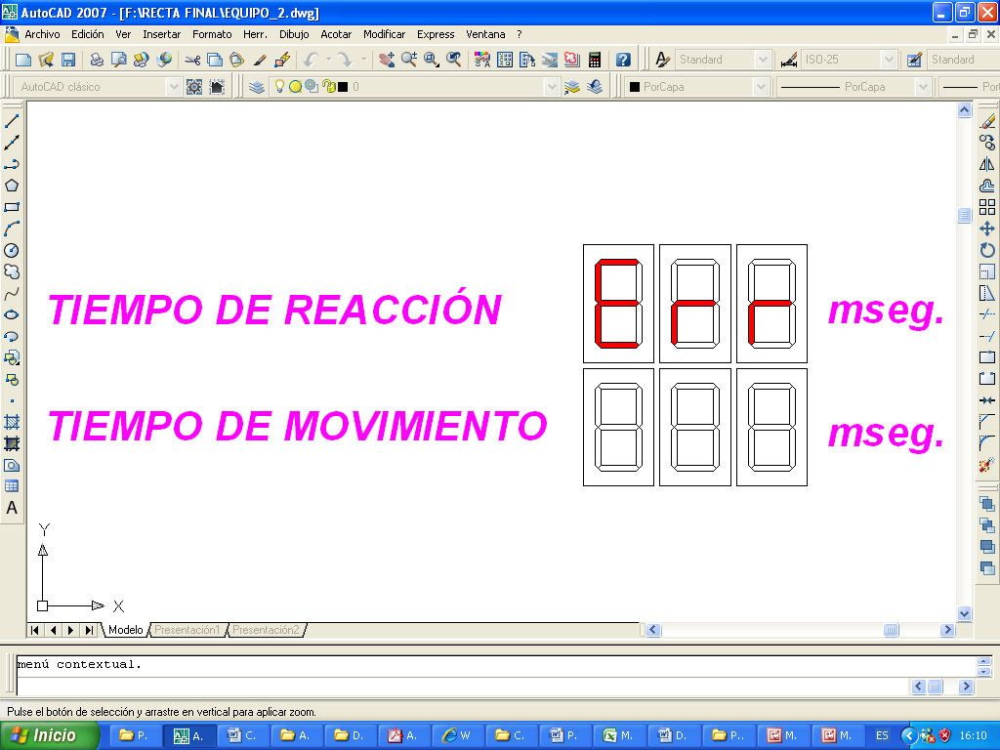 AutoCAD 2007 - [F:\RECTA FINAL\EQUIPO_2.dwg]
Archivo Edición Ver Insertar Formato Herr. Dibujo Acotar Modificar Express Ventana ?
Standard ISO-25 Standard
AutoCAD clásico 0 PorCapa PorCapa
TIEMPO DE REACCIÓN Err mseg.
TIEMPO DE MOVIMIENTO mseg.
A
Y
X
Modelo Presentación1 Presentación2
menú contextual.
Pulse el botón de selección y arrastre en vertical para aplicar zoom.
Inicio P. A. C. A. D. A. W C. P. M. D. P.. M. M. ES 16:10